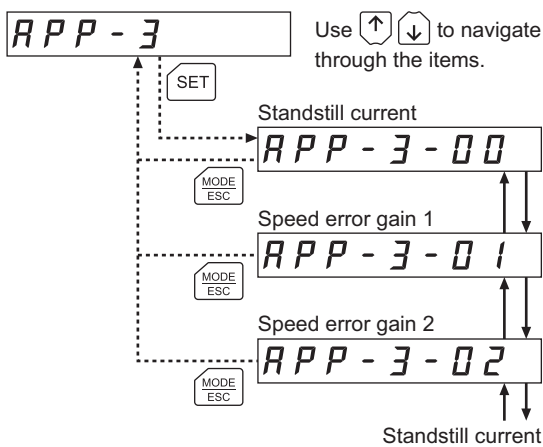 APP-3
Use ↑ ↓ to navigate
through the items.
SET
Standstill current
APP-3-00
MODE
ESC
Speed error gain 1
APP-3-01
MODE
ESC
Speed error gain 2
APP-3-02
MODE
ESC
Standstill current